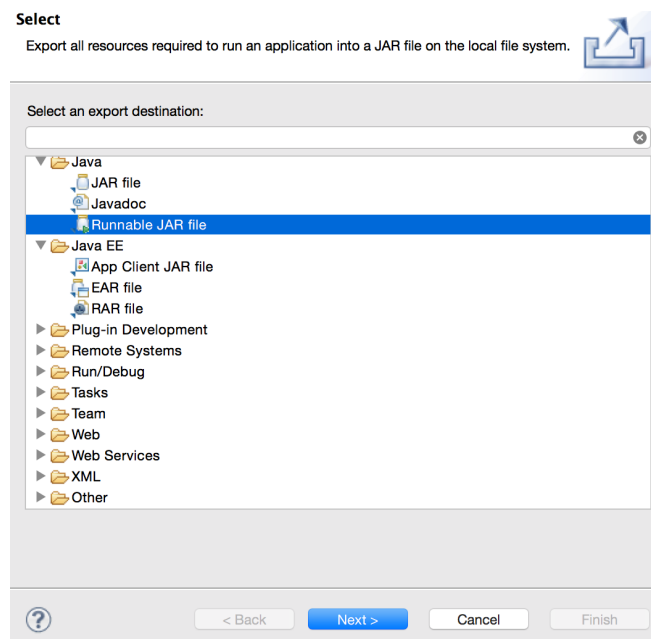 Select
Export all resources required to run an application into a JAR file on the local file system.
Select an export destination:
Java
JAR file
Javadoc
Runnable JAR file
Java EE
App Client JAR file
EAR file
RAR file
Plug-in Development
Remote Systems
Run/Debug
Tasks
Team
Web
Web Services
XML
Other
? < Back Next > Cancel Finish